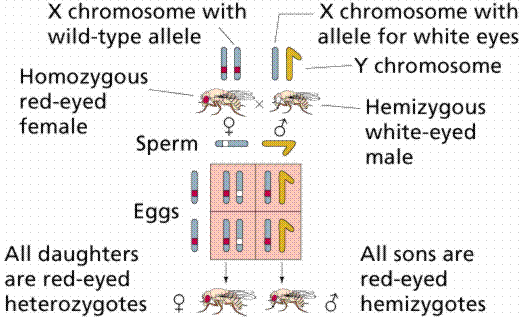 X chromosome with
wild-type allele
X chromosome with
allele for white eyes
Y chromosome
Homozygous
red-eyed
female
×
Hemizygous
white-eyed
male
♀
♂
Sperm
Eggs
All daughters
are red-eyed
heterozygotes
♀
♂
All sons are
red-eyed
hemizygotes